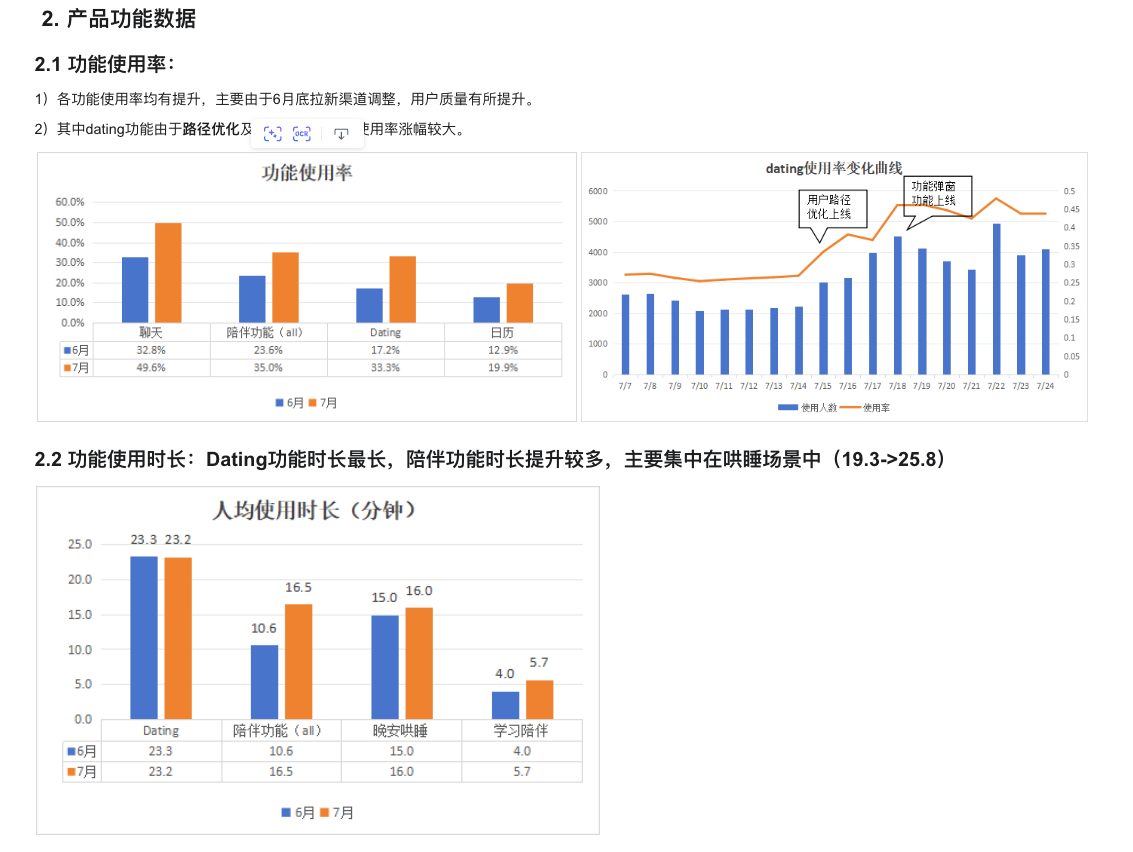 2. 产品功能数据
2.1 功能使用率：
1）各功能使用率均有提升，主要由于6月底拉新渠道调整，用户质量有所提升。
2）其中dating功能由于路径优化及
OCR
使用率涨幅较大。
功能使用率
60.0%
50.0%
40.0%
30.0%
20.0%
10.0%
0.0%
聊天 陪伴功能（all） Dating 日历
6月 32.8% 23.6% 17.2% 12.9%
7月 49.6% 35.0% 33.3% 19.9%
6月 7月
dating使用率变化曲线
用户路径
优化上线
功能弹窗
功能上线
6000
5000
4000
3000
2000
1000
0
0.5
0.45
0.4
0.35
0.3
0.25
0.2
0.15
0.1
0.05
0
7/7 7/8 7/9 7/10 7/11 7/12 7/13 7/14 7/15 7/16 7/17 7/18 7/19 7/20 7/21 7/22 7/23 7/24
使用人数 使用率
2.2 功能使用时长：Dating功能时长最长，陪伴功能时长提升较多，主要集中在哄睡场景中（19.3->25.8）
人均使用时长（分钟）
25.0
20.0
15.0
10.0
5.0
0.0
23.3 23.2
10.6 16.5
15.0 16.0
4.0 5.7
Dating 陪伴功能（all） 晚安哄睡 学习陪伴
6月 23.3 10.6 15.0 4.0
7月 23.2 16.5 16.0 5.7
6月 7月